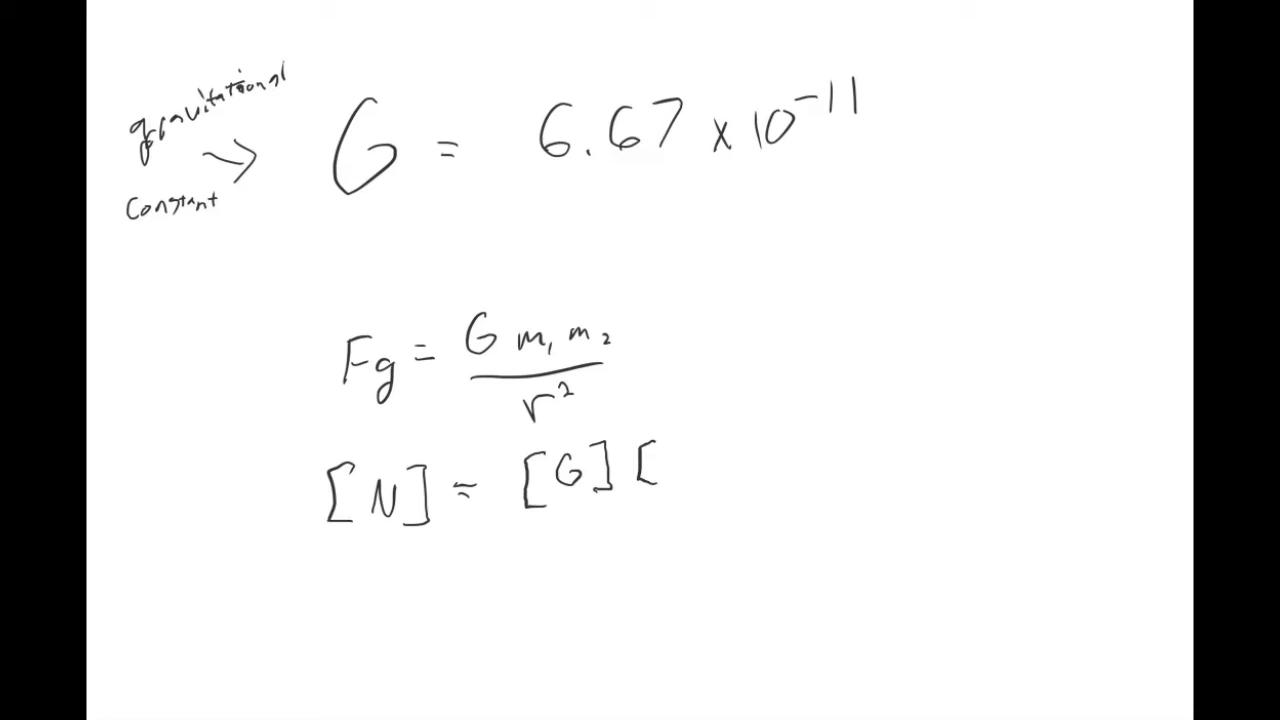 gravitational
constant → G = 6.67 x 10⁻¹¹
Fg = G m₁ m₂
r²
[N] = [G] [